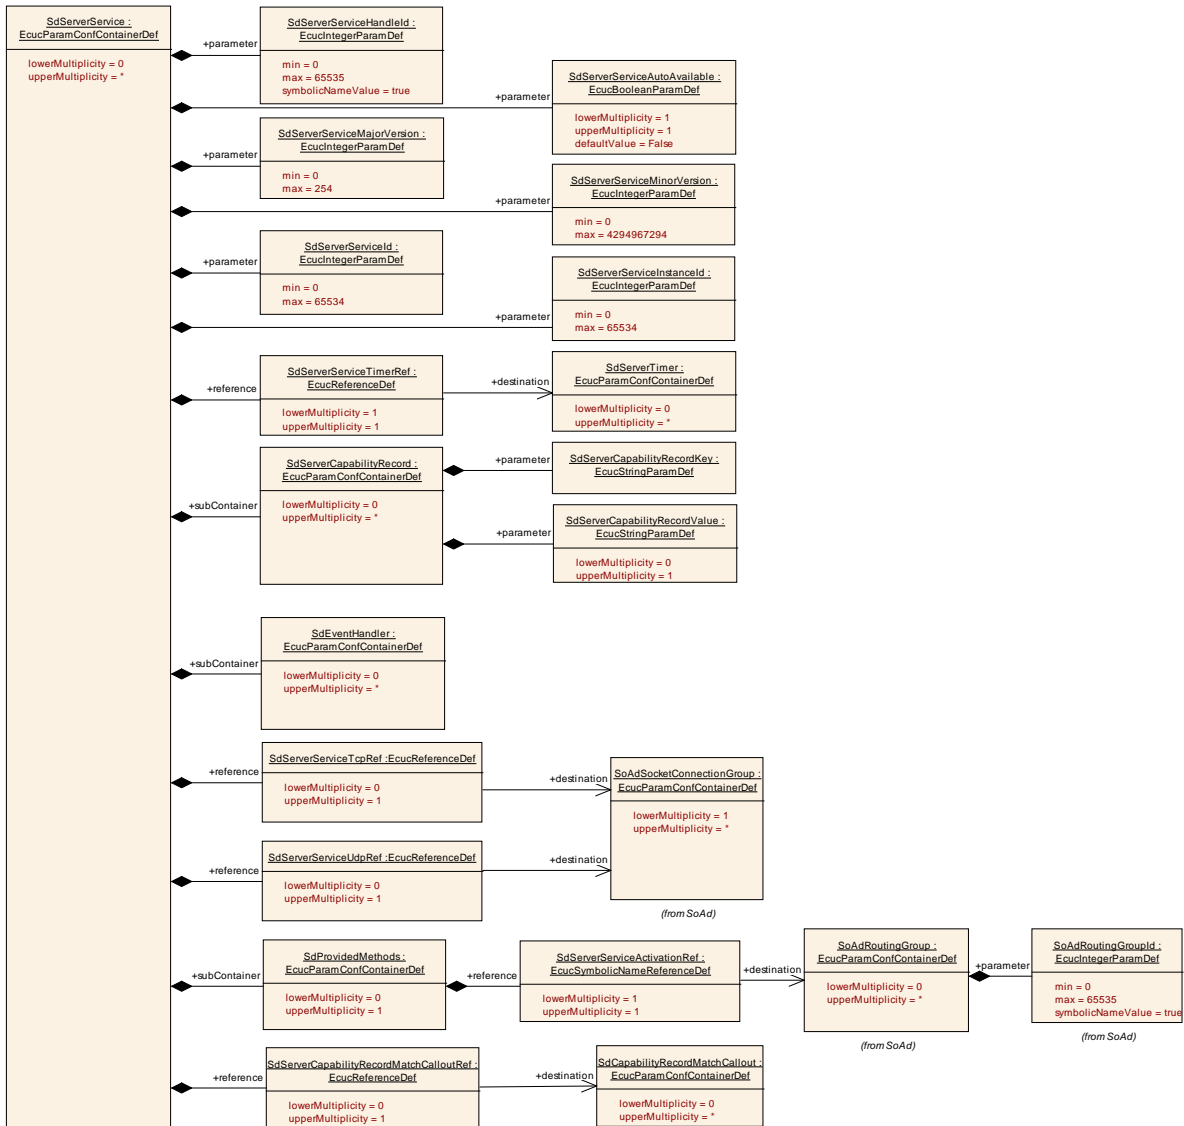 SdServerService :
EcucParamConfContainerDef
lowerMultiplicity = 0
upperMultiplicity = *
+parameter
SdServerServiceHandleId :
EcucIntegerParamDef
min = 0
max = 65535
symbolicNameValue = true
+parameter
SdServerServiceAutoAvailable :
EcucBooleanParamDef
lowerMultiplicity = 1
upperMultiplicity = 1
defaultValue = False
+parameter
SdServerServiceMajorVersion :
EcucIntegerParamDef
min = 0
max = 254
+parameter
SdServerServiceMinorVersion :
EcucIntegerParamDef
min = 0
max = 4294967294
+parameter
SdServerServiceId :
EcucIntegerParamDef
min = 0
max = 65534
+parameter
SdServerServiceInstanceId :
EcucIntegerParamDef
min = 0
max = 65534
+reference
SdServerServiceTimerRef :
EcucReferenceDef
lowerMultiplicity = 1
upperMultiplicity = 1
+destination
SdServerTimer :
EcucParamConfContainerDef
lowerMultiplicity = 0
upperMultiplicity = *
+subContainer
SdServerCapabilityRecord :
EcucParamConfContainerDef
lowerMultiplicity = 0
upperMultiplicity = *
+parameter
SdServerCapabilityRecordKey :
EcucStringParamDef
+parameter
SdServerCapabilityRecordValue :
EcucStringParamDef
lowerMultiplicity = 0
upperMultiplicity = 1
+subContainer
SdEventHandler :
EcucParamConfContainerDef
lowerMultiplicity = 0
upperMultiplicity = *
+reference
SdServerServiceTcpRef :EcucReferenceDef
lowerMultiplicity = 0
upperMultiplicity = 1
+destination
SoAdSocketConnectionGroup :
EcucParamConfContainerDef
lowerMultiplicity = 1
upperMultiplicity = *
(from SoAd)
+reference
SdServerServiceUdpRef :EcucReferenceDef
lowerMultiplicity = 0
upperMultiplicity = 1
+destination
+subContainer
SdProvidedMethods :
EcucParamConfContainerDef
lowerMultiplicity = 0
upperMultiplicity = 1
+reference
SdServerServiceActivationRef :
EcucSymbolicNameReferenceDef
lowerMultiplicity = 1
upperMultiplicity = 1
+destination
SoAdRoutingGroup :
EcucParamConfContainerDef
lowerMultiplicity = 0
upperMultiplicity = *
(from SoAd)
+parameter
SoAdRoutingGroupId :
EcucIntegerParamDef
min = 0
max = 65535
symbolicNameValue = true
(from SoAd)
+reference
SdServerCapabilityRecordMatchCalloutRef :
EcucReferenceDef
lowerMultiplicity = 0
upperMultiplicity = 1
+destination
SdCapabilityRecordMatchCallout :
EcucParamConfContainerDef
lowerMultiplicity = 0
upperMultiplicity = *